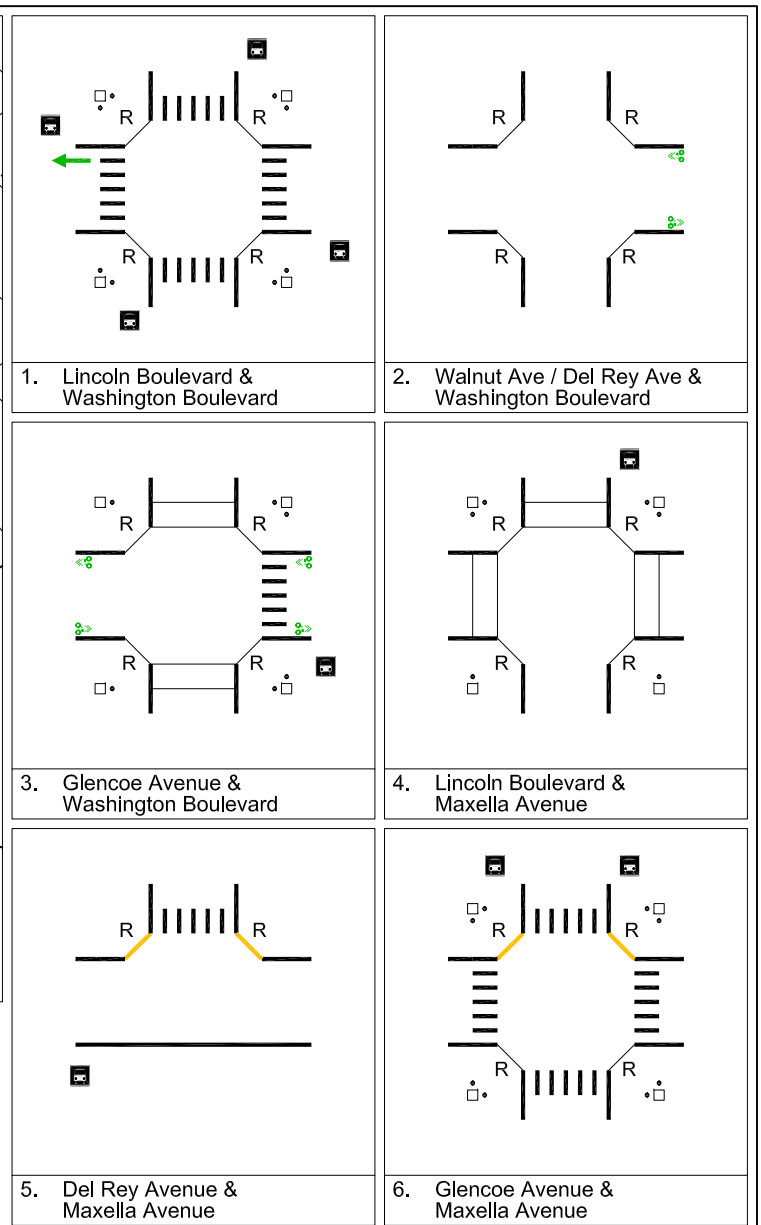 R R
R R
1. Lincoln Boulevard &
Washington Boulevard
R R
R R
2. Walnut Ave / Del Rey Ave &
Washington Boulevard
R R
R R
3. Glencoe Avenue &
Washington Boulevard
R R
R R
4. Lincoln Boulevard &
Maxella Avenue
R R
5. Del Rey Avenue &
Maxella Avenue
R R
R R
6. Glencoe Avenue &
Maxella Avenue